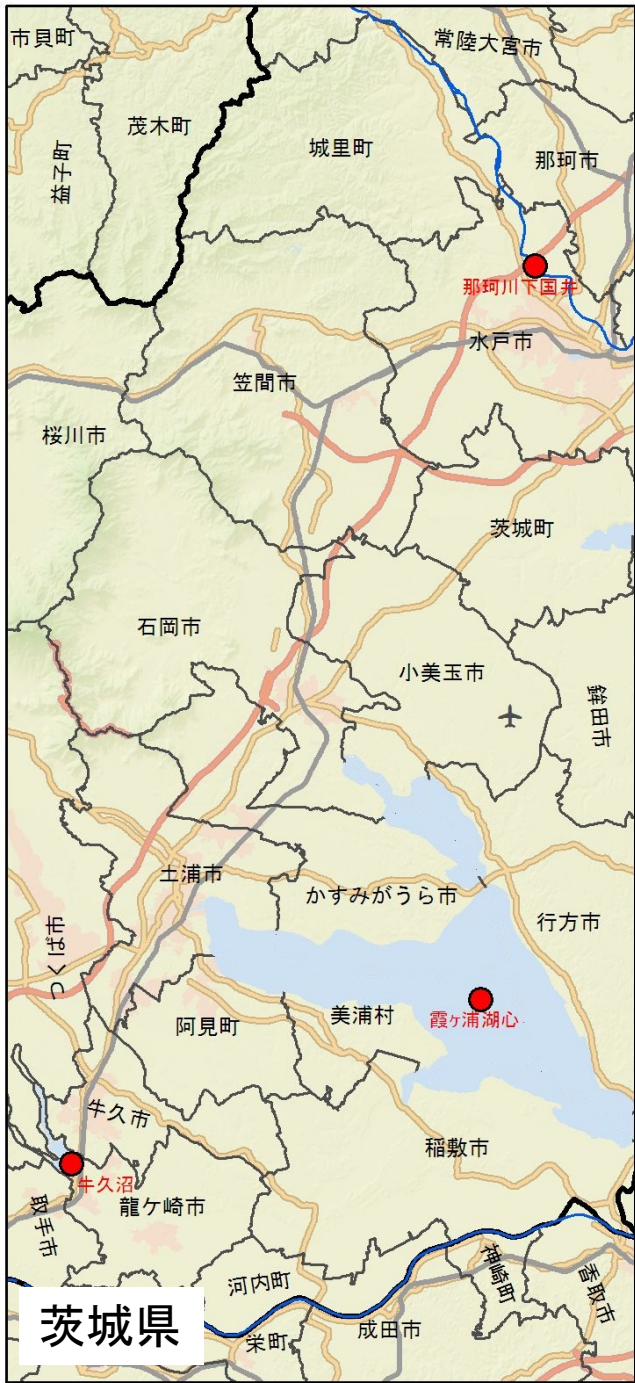 市貝町
常陸大宮市
茂木町
城里町
那珂市
益子町
那珂川下国井
水戸市
笠間市
桜川市
茨城町
石岡市
小美玉市
鉾田市
土浦市
かすみがうら市
行方市
つくば市
美浦村
霞ヶ浦湖心
阿見町
牛久市
稲敷市
牛久沼
龍ケ崎市
取手市
河内町
神崎町
香取市
茨城県
栄町
成田市